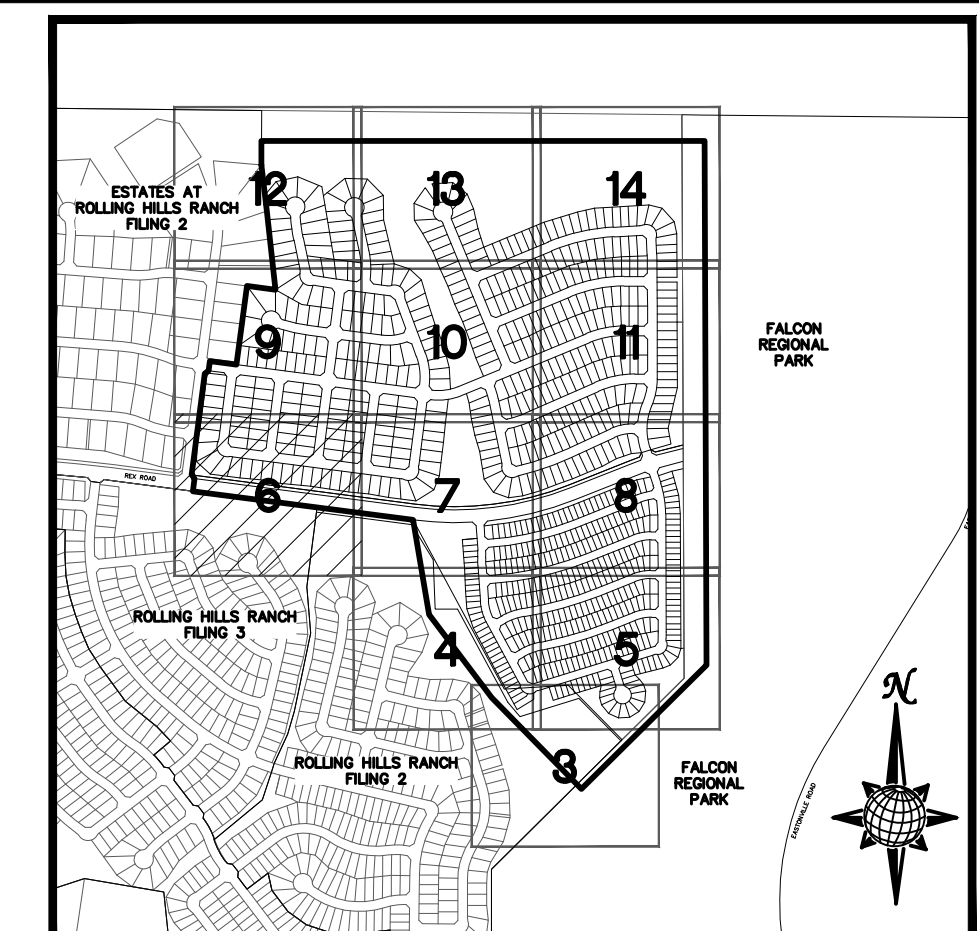 12
13
14
ESTATES AT
ROLLING HILLS RANCH
FILING 2
9
10
11
FALCON
REGIONAL
PARK
REX ROAD
6
7
8
ROLLING HILLS RANCH
FILING 3
4
5
N
ROLLING HILLS RANCH
FILING 2
3
FALCON
REGIONAL
PARK
EASTONVILLE ROAD